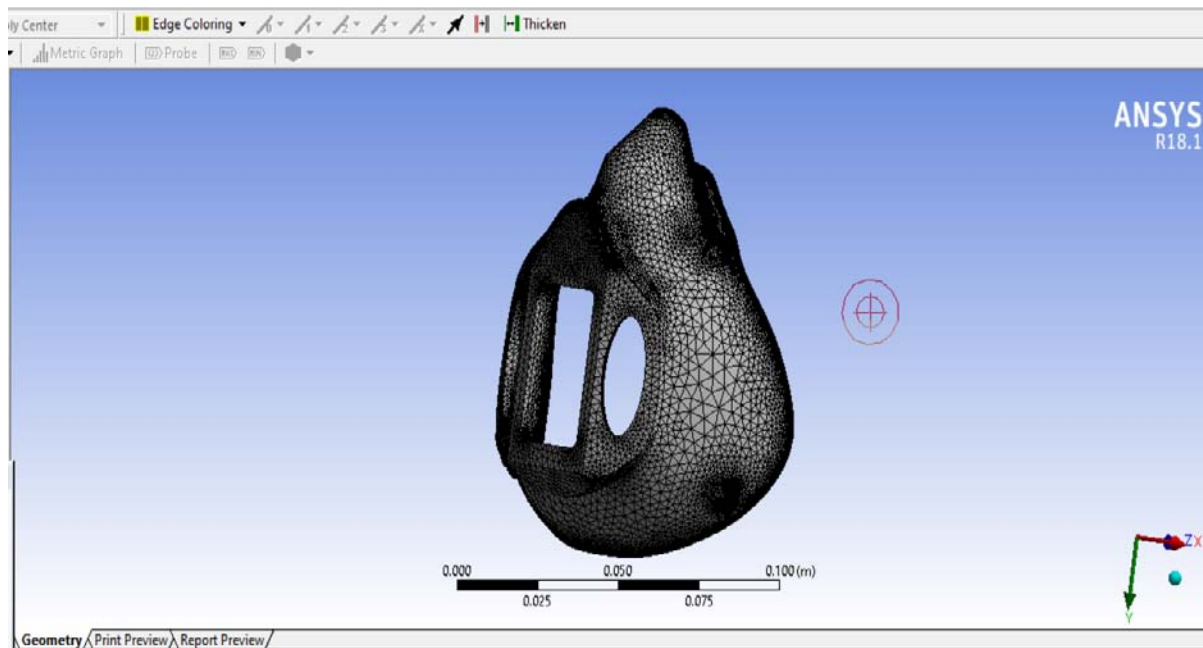 ly Center Edge Coloring Thicken
Metric Graph Probe
ANSYS
R18.1
0.000 0.050 0.100 (m)
0.025 0.075
Z X
Y
Geometry Print Preview Report Preview